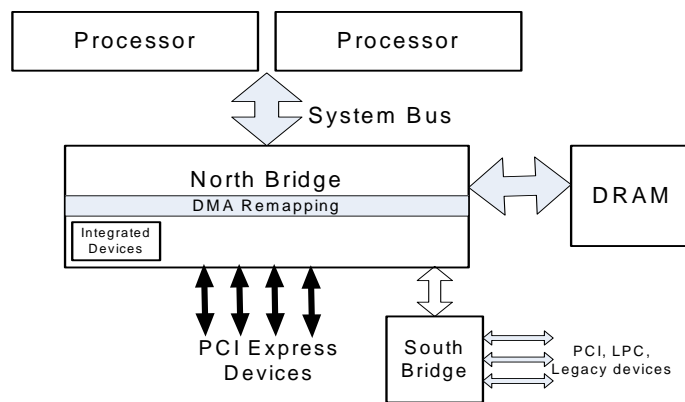 Processor
Processor
System Bus
North Bridge
DMA Remapping
Integrated
Devices
DRAM
PCI Express
Devices
South
Bridge
PCI, LPC,
Legacy devices